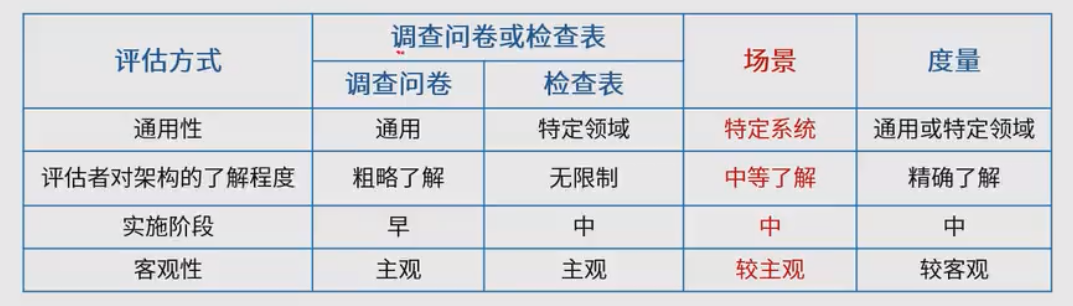 评估方式 调查问卷或检查表 场景 度量
调查问卷 检查表
通用性 通用 特定领域 特定系统 通用或特定领域
评估者对架构的了解程度 粗略了解 无限制 中等了解 精确了解
实施阶段 早 中 中 中
客观性 主观 主观 较主观 较客观